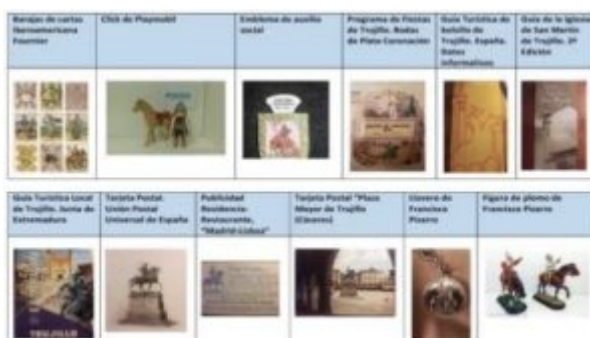 Barajas de cartas
Iberoamericana
Fournier
Click de Playmobil
Emblema de auxilio
social
Programa de Fiestas
de Trujillo. Bodas
de Plata Coronación
Guía Turística de
bolsillo de
Trujillo. España.
Datos
informativos
Guía de la Iglesia
de San Martín
de Trujillo. 2ª
Edición
Guía Turística Local
de Trujillo. Junta de
Extremadura
Tarjeta Postal.
Unión Postal
Universal de España
Publicidad
Residencia-
Restaurante,
"Madrid-Lisboa"
Tarjeta Postal "Plaza
Mayor de Trujillo
(Cáceres)
Llavero de
Francisco
Pizarro
Figura de plomo de
Francisco Pizarro
TRUJILLO